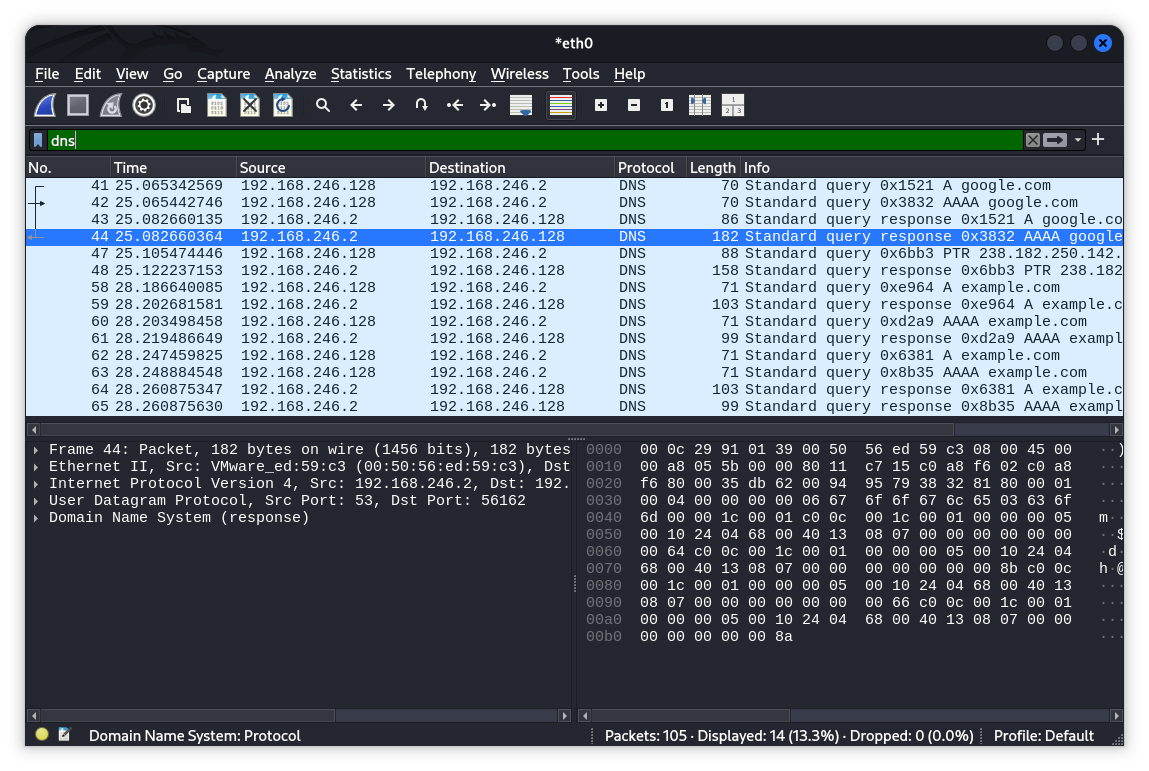 *eth0
File Edit View Go Capture Analyze Statistics Telephony Wireless Tools Help
dns
No. Time Source Destination Protocol Length Info
41 25.065342569 192.168.246.128 192.168.246.2 DNS 70 Standard query 0x1521 A google.com
42 25.065442746 192.168.246.128 192.168.246.2 DNS 70 Standard query 0x3832 AAAA google.com
43 25.082660135 192.168.246.2 192.168.246.128 DNS 86 Standard query response 0x1521 A google.co
44 25.082660364 192.168.246.2 192.168.246.128 DNS 182 Standard query response 0x3832 AAAA google
47 25.105474446 192.168.246.128 192.168.246.2 DNS 88 Standard query 0x6bb3 PTR 238.182.250.142.
48 25.122237153 192.168.246.2 192.168.246.128 DNS 158 Standard query response 0x6bb3 PTR 238.182
58 28.186640085 192.168.246.128 192.168.246.2 DNS 71 Standard query 0xe964 A example.com
59 28.202681581 192.168.246.2 192.168.246.128 DNS 103 Standard query response 0xe964 A example.c
60 28.203498458 192.168.246.128 192.168.246.2 DNS 71 Standard query 0xd2a9 AAAA example.com
61 28.219486649 192.168.246.2 192.168.246.128 DNS 99 Standard query response 0xd2a9 AAAA exampl
62 28.247459825 192.168.246.128 192.168.246.2 DNS 71 Standard query 0x6381 A example.com
63 28.248884548 192.168.246.128 192.168.246.2 DNS 71 Standard query 0x8b35 AAAA example.com
64 28.260875347 192.168.246.2 192.168.246.128 DNS 103 Standard query response 0x6381 A example.c
65 28.260875630 192.168.246.2 192.168.246.128 DNS 99 Standard query response 0x8b35 AAAA exampl
Frame 44: Packet, 182 bytes on wire (1456 bits), 182 bytes
Ethernet II, Src: VMware_ed:59:c3 (00:50:56:ed:59:c3), Dst
Internet Protocol Version 4, Src: 192.168.246.2, Dst: 192.
User Datagram Protocol, Src Port: 53, Dst Port: 56162
Domain Name System (response)
0000 00 0c 29 91 01 39 00 50 56 ed 59 c3 08 00 45 00 ··)
0010 00 a8 05 5b 00 00 80 11 c7 15 c0 a8 f6 02 c0 a8 ···
0020 f6 80 00 35 db 62 00 94 95 79 38 32 81 80 00 01 ···
0030 00 04 00 00 00 00 06 67 6f 6f 67 6c 65 03 63 6f ···
0040 6d 00 00 1c 00 01 c0 0c 00 1c 00 01 00 00 00 05 m··
0050 00 10 24 04 68 00 40 13 08 07 00 00 00 00 00 00 ··$
0060 00 64 c0 0c 00 1c 00 01 00 00 00 05 00 10 24 04 ·d·
0070 68 00 40 13 08 07 00 00 00 00 00 00 00 8b c0 0c h·@
0080 00 1c 00 01 00 00 00 05 00 10 24 04 68 00 40 13 ···
0090 08 07 00 00 00 00 00 00 00 66 c0 0c 00 1c 00 01 ···
00a0 00 00 00 05 00 10 24 04 68 00 40 13 08 07 00 00 ···
00b0 00 00 00 00 00 8a ···
Domain Name System: Protocol
Packets: 105 · Displayed: 14 (13.3%) · Dropped: 0 (0.0%)
Profile: Default